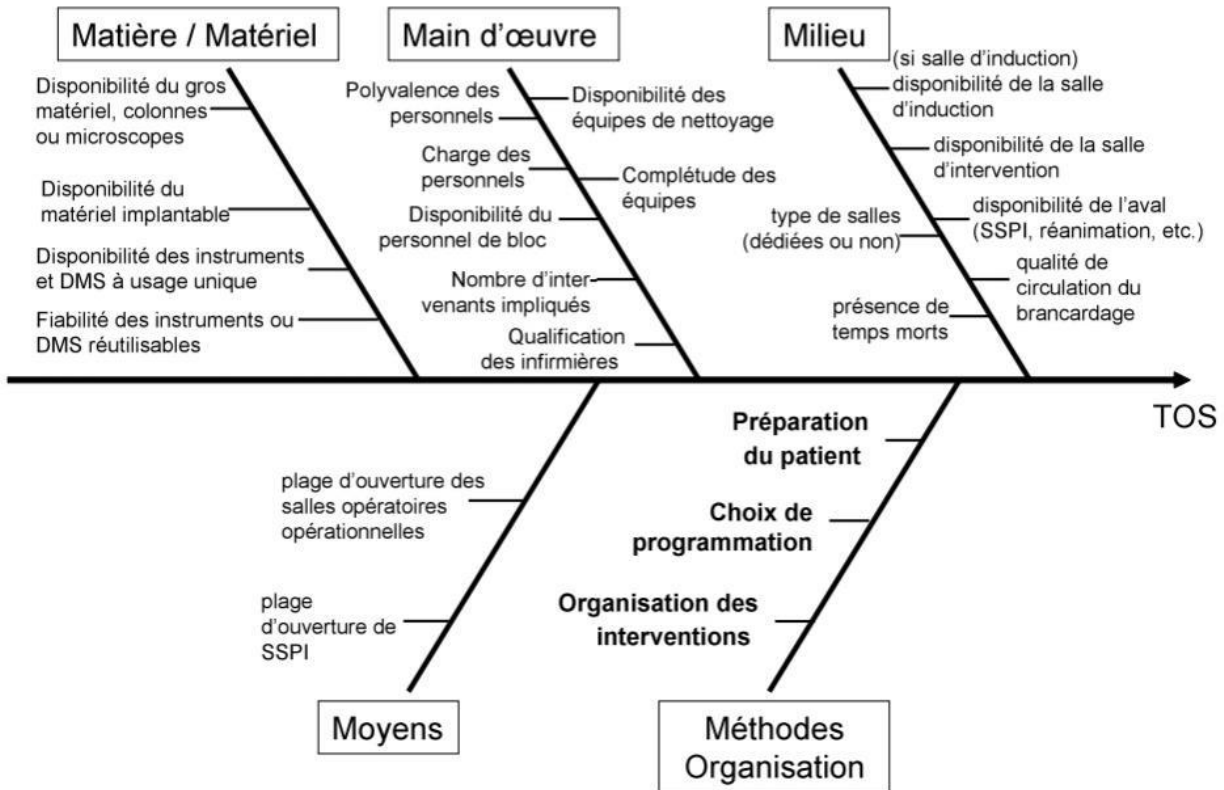 Matière / Matériel
Disponibilité du gros
matériel, colonnes
ou microscopes
Disponibilité du
matériel implantable
Disponibilité des instruments
et DMS à usage unique
Fiabilité des instruments ou
DMS réutilisables
Main d’œuvre
Polyvalence des
personnels
Charge des
personnels
Disponibilité du
personnel de bloc
Nombre d’inter-
venants impliqués
Qualification
des infirmières
Disponibilité des
équipes de nettoyage
Complétude des
équipes
Milieu
type de salles
(dédiées ou non)
présence de
temps morts
(si salle d’induction)
disponibilité de la salle
d’induction
disponibilité de la salle
d’intervention
disponibilité de l’aval
(SSPI, réanimation, etc.)
qualité de
circulation du
brancardage
TOS
plage d’ouverture des
salles opératoires
opérationnelles
plage
d’ouverture de
SSPI
Moyens
Préparation
du patient
Choix de
programmation
Organisation des
interventions
Méthodes
Organisation